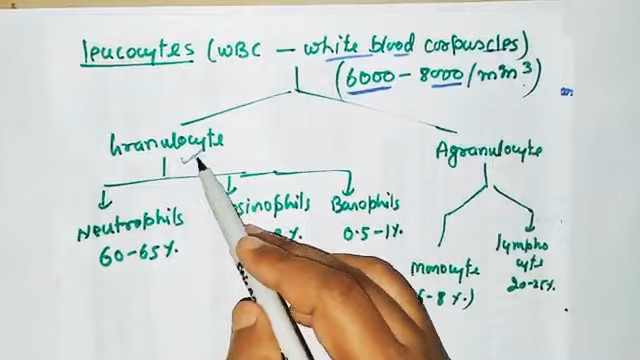 leucocytes (WBC — white blood corpuscles)
(6000 – 8000/mm³)
Granulocyte
Agranulocyte
Neutrophils
60-65%.
Basophils
0.5-1%.
Monocyte
lympho
cyte
20-25%.